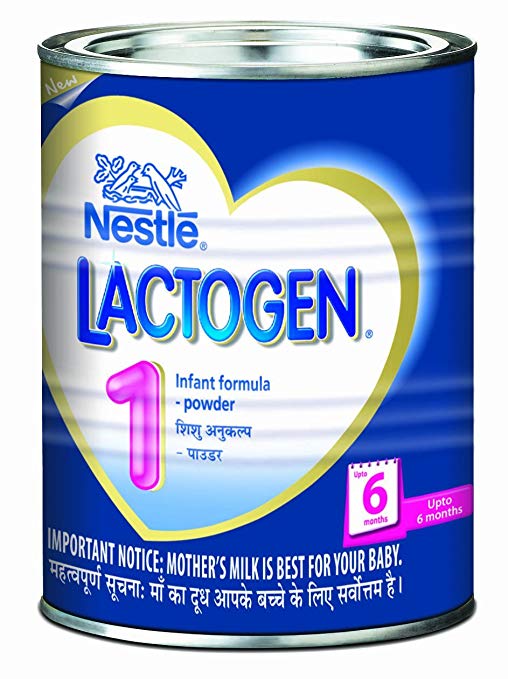 New
Nestlé®
LACTOGEN®
1
Infant formula
- powder
शिशु अनुकल्प
- पाउडर
Upto
6
months
Upto
6 months
IMPORTANT NOTICE: MOTHER'S MILK IS BEST FOR YOUR BABY.
महत्वपूर्ण सूचना: माँ का दूध आपके बच्चे के लिए सर्वोत्तम है।